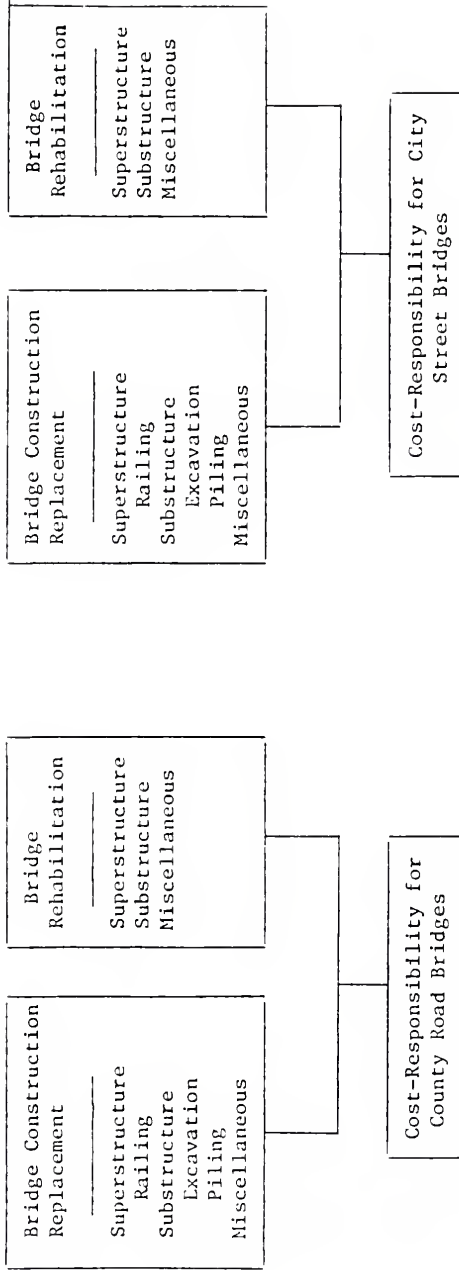 Bridge Construction
Replacement
Superstructure
Railing
Substructure
Excavation
Piling
Miscellaneous
Bridge
Rehabilitation
Superstructure
Substructure
Miscellaneous
Cost-Responsibility for
County Road Bridges
Bridge Construction
Replacement
Superstructure
Railing
Substructure
Excavation
Piling
Miscellaneous
Bridge
Rehabilitation
Superstructure
Substructure
Miscellaneous
Cost-Responsibility for City
Street Bridges